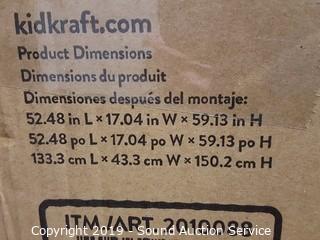 kidkraft.com
Product Dimensions
Dimensions du produit
Dimensiones después del montaje:
52.48 in L x 17.04 in W x 59.13 in H
52.48 po L x 17.04 po W x 59.13 po H
133.3 cm L x 43.3 cm W x 150.2 cm H
ITM./ART. 2010098
Copyright 2019 - Sound Auction Service